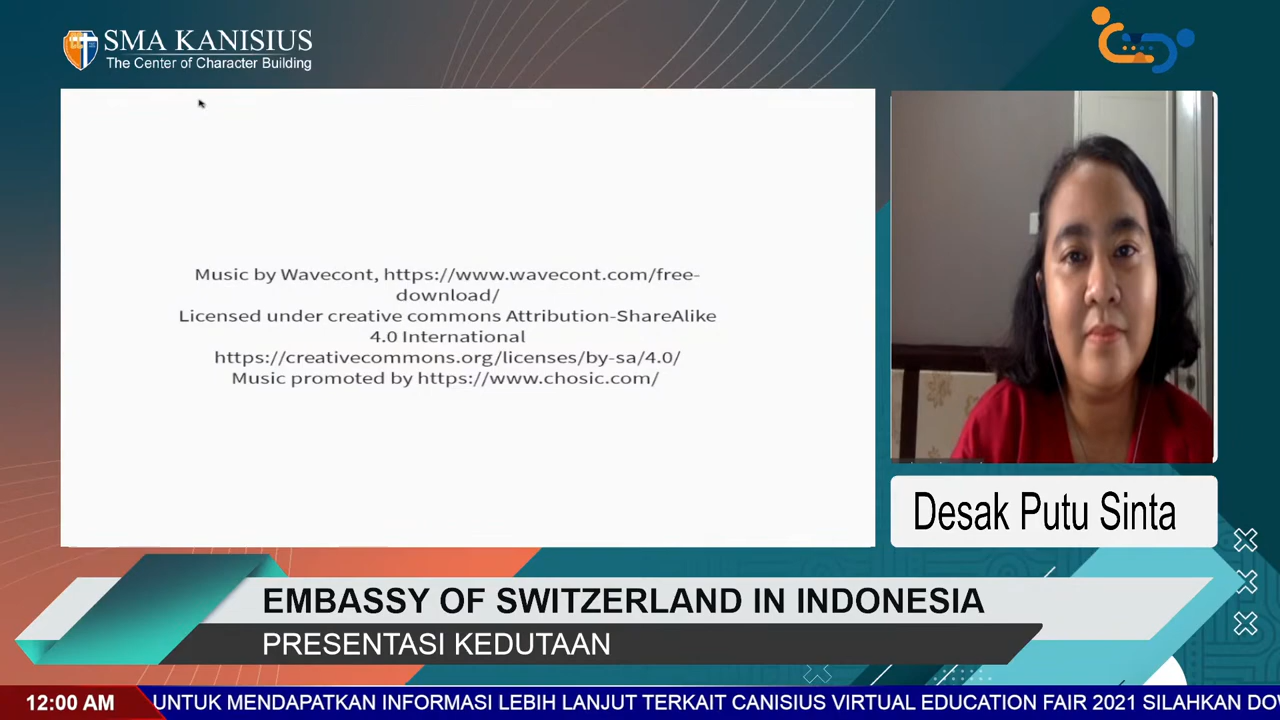 SMA KANISIUS
The Center of Character Building
Music by Wavecont, https://www.wavecont.com/free-
download/
Licensed under creative commons Attribution-ShareAlike
4.0 International
https://creativecommons.org/licenses/by-sa/4.0/
Music promoted by https://www.chosic.com/
Desak Putu Sinta
EMBASSY OF SWITZERLAND IN INDONESIA
PRESENTASI KEDUTAAN
12:00 AM
UNTUK MENDAPATKAN INFORMASI LEBIH LANJUT TERKAIT CANISIUS VIRTUAL EDUCATION FAIR 2021 SILAHKAN